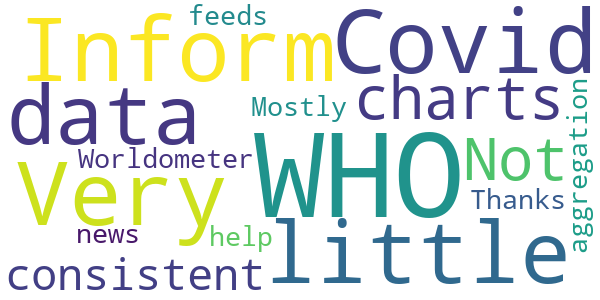 feeds
Inform
Covid
data
Mostly
charts
aggregation
Worldometer
WHO
Not
Very
Thanks
news
help
consistent
little